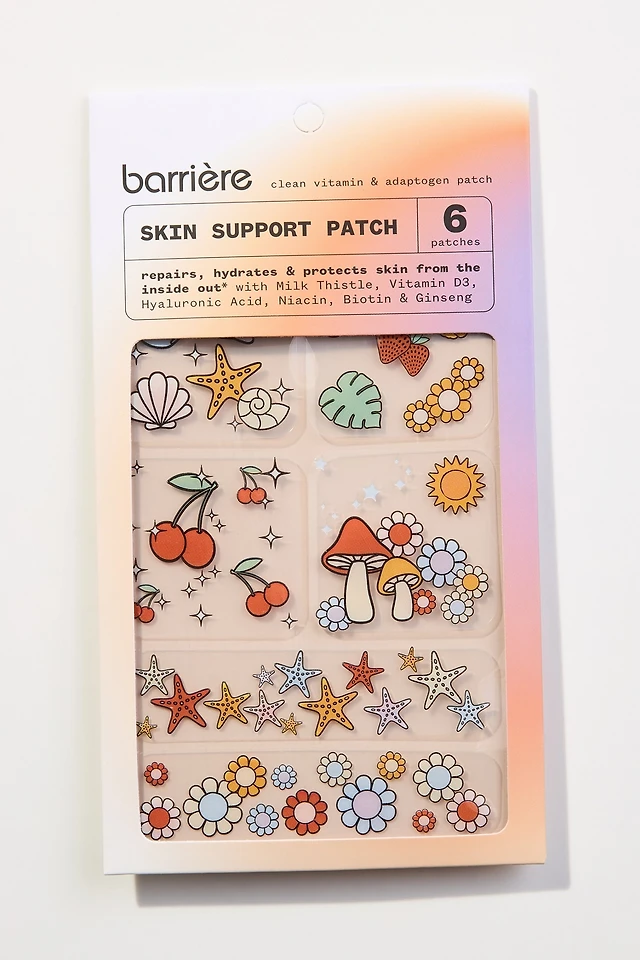 barrière
clean vitamin & adaptogen patch
SKIN SUPPORT PATCH
6
patches
repairs, hydrates & protects skin from the
inside out* with Milk Thistle, Vitamin D3,
Hyaluronic Acid, Niacin, Biotin & Ginseng